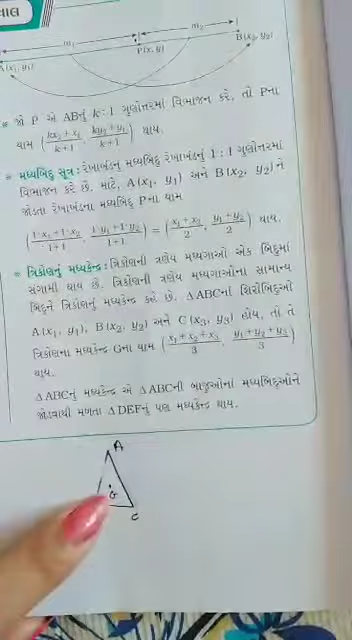 યાલ
m₁ m₂
A(x₁, y₁) P(x, y) B(x₂, y₂)
• જો P એ ABનું k : 1 ગુણોત્તરમાં વિભાજન કરે, તો Pના
યામ (kx₂ + x₁ / k + 1, ky₂ + y₁ / k + 1) થાય.
• મધ્યબિંદુ સૂત્ર : રેખાખંડનું મધ્યબિંદુ રેખાખંડનું 1 : 1 ગુણોત્તરમાં
વિભાજન કરે છે. માટે, A(x₁, y₁) અને B(x₂, y₂)ને
જોડતા રેખાખંડના મધ્યબિંદુ Pના યામ
(1·x₁ + 1·x₂ / 1 + 1, 1·y₁ + 1·y₂ / 1 + 1) = (x₁ + x₂ / 2, y₁ + y₂ / 2) થાય.
• ત્રિકોણનું મધ્યકેન્દ્ર : ત્રિકોણની ત્રણેય મધ્યગાઓ એક બિંદુમાં
સંગામી થાય છે. ત્રિકોણની ત્રણેય મધ્યગાઓના સામાન્ય
બિંદુને ત્રિકોણનું મધ્યકેન્દ્ર કહે છે. △ABCનાં શિરોબિંદુઓ
A(x₁, y₁), B(x₂, y₂) અને C(x₃, y₃) હોય, તો તે
ત્રિકોણના મધ્યકેન્દ્ર Gના યામ (x₁ + x₂ + x₃ / 3, y₁ + y₂ + y₃ / 3)
થાય.
△ABCનું મધ્યકેન્દ્ર એ △ABCની બાજુઓનાં મધ્યબિંદુઓને
જોડવાથી મળતા △DEFનું પણ મધ્યકેન્દ્ર થાય.
A
G
C